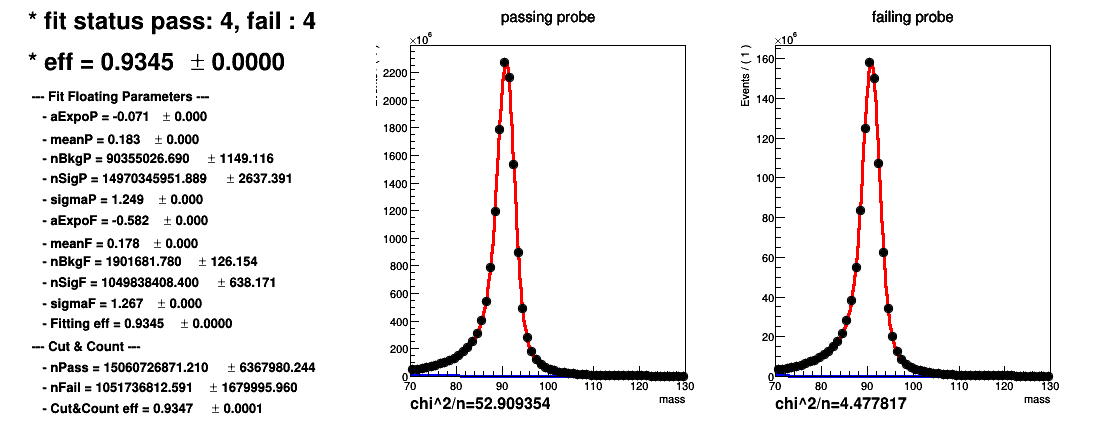 * fit status pass: 4, fail : 4
* eff = 0.9345 ± 0.0000
--- Fit Floating Parameters ---
- aExpoP = -0.071 ± 0.000
- meanP = 0.183 ± 0.000
- nBkgP = 90355026.690 ± 1149.116
- nSigP = 14970345951.889 ± 2637.391
- sigmaP = 1.249 ± 0.000
- aExpoF = -0.582 ± 0.000
- meanF = 0.178 ± 0.000
- nBkgF = 1901681.780 ± 126.154
- nSigF = 1049838408.400 ± 638.171
- sigmaF = 1.267 ± 0.000
- Fitting eff = 0.9345 ± 0.0000
--- Cut & Count ---
- nPass = 15060726871.210 ± 6367980.244
- nFail = 1051736812.591 ± 1679995.960
- Cut&Count eff = 0.9347 ± 0.0001
passing probe
×10⁶
2200
2000
1800
1600
1400
1200
1000
800
600
400
200
0
70 80 90 100 110 120 130
mass
chi^2/n=52.909354
failing probe
×10⁶
Events / ( 1 )
160
140
120
100
80
60
40
20
0
70 80 90 100 110 120 130
mass
chi^2/n=4.477817